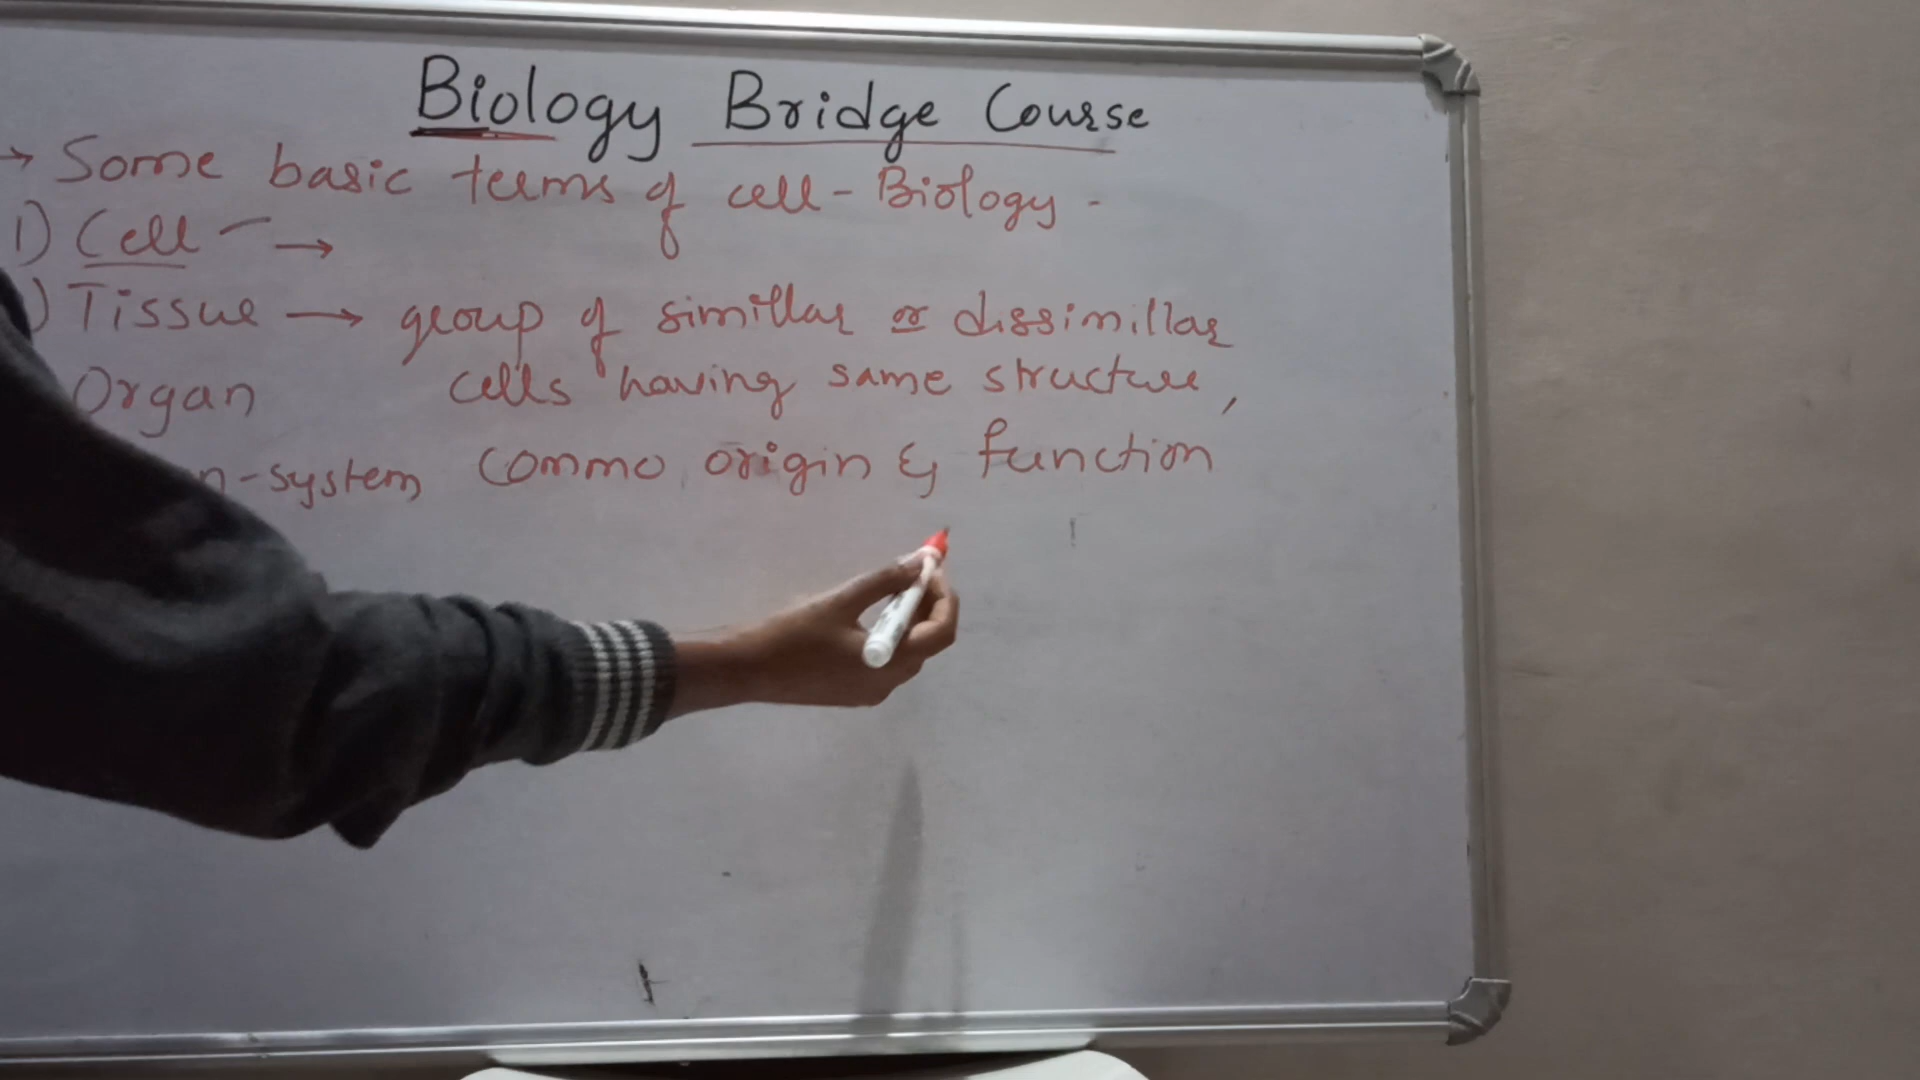 Biology Bridge Course
→ Some basic terms of cell - Biology -
1) Cell - →
) Tissue → group of simillar or dissimillar
Organ cells having same structure,
n-system commo origin & function